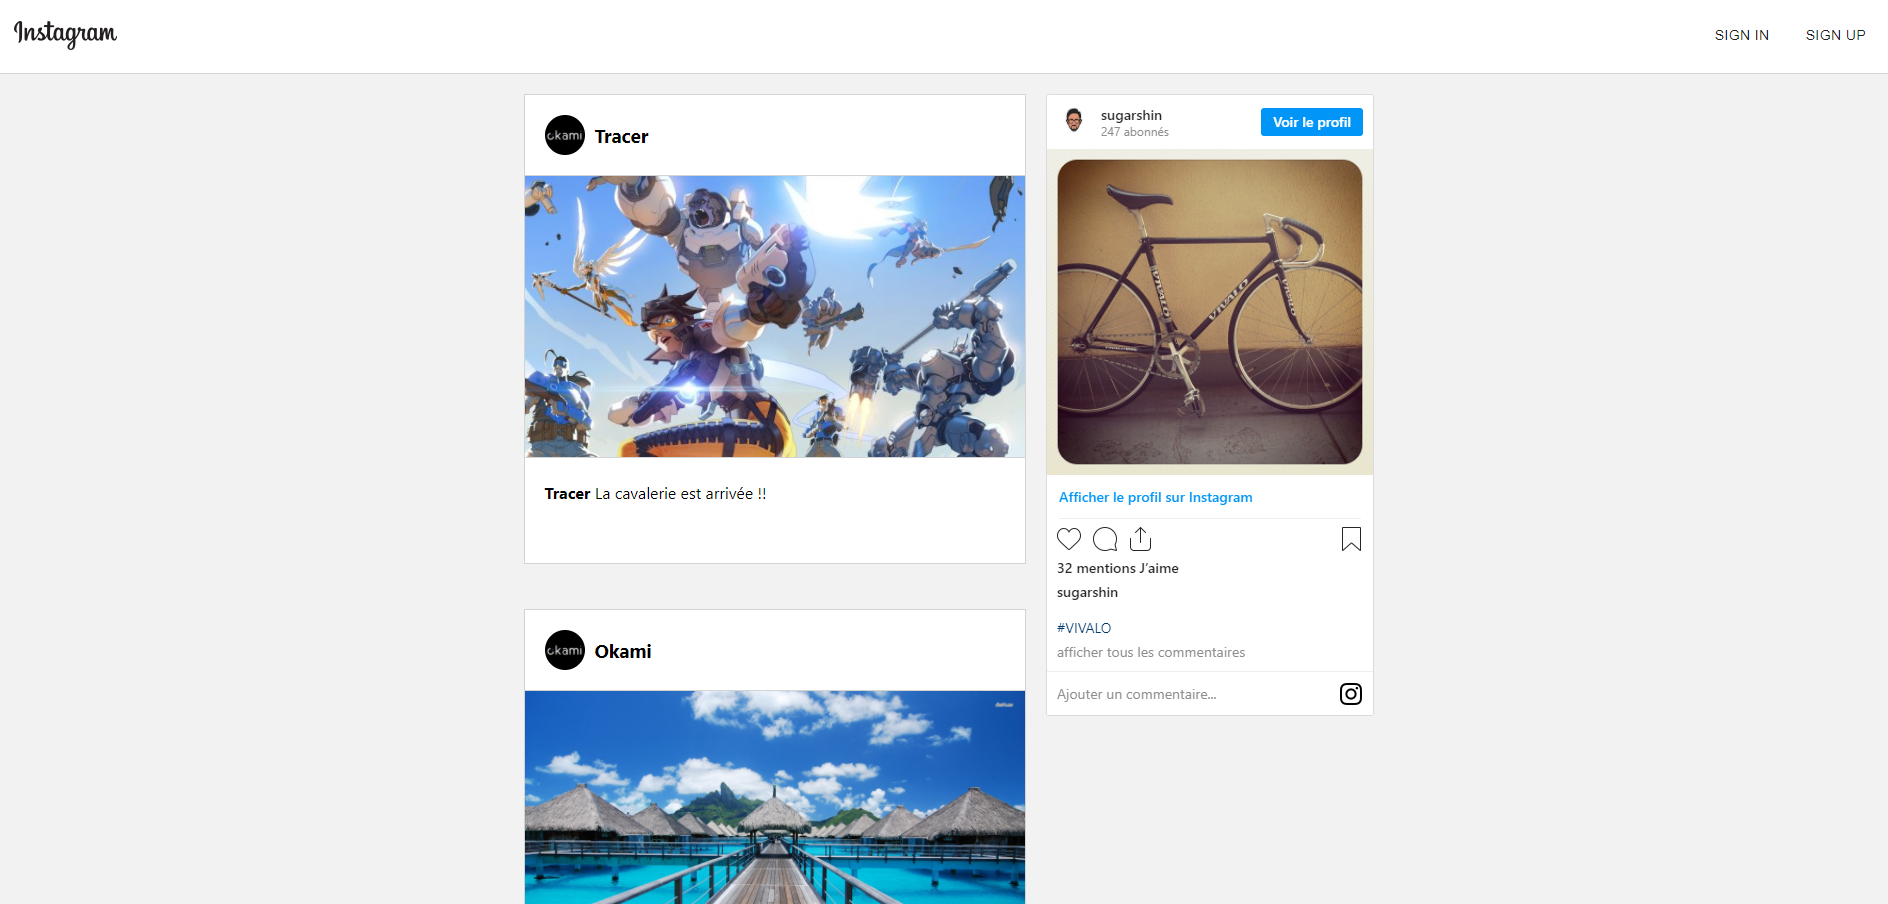 Instagram
SIGN IN
SIGN UP
okami
Tracer
Tracer La cavalerie est arrivée !!
okami
Okami
sugarshin
247 abonnés
Voir le profil
VIVALO
VIVALO
VIVALO
Afficher le profil sur Instagram
32 mentions J’aime
sugarshin
#VIVALO
afficher tous les commentaires
Ajouter un commentaire...